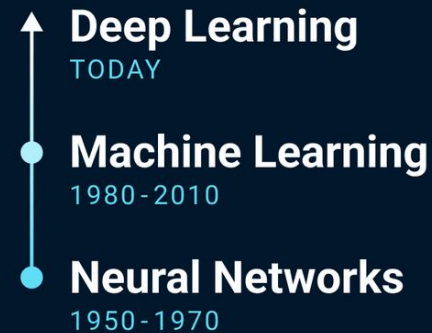 Deep Learning
TODAY
Machine Learning
1980-2010
Neural Networks
1950-1970